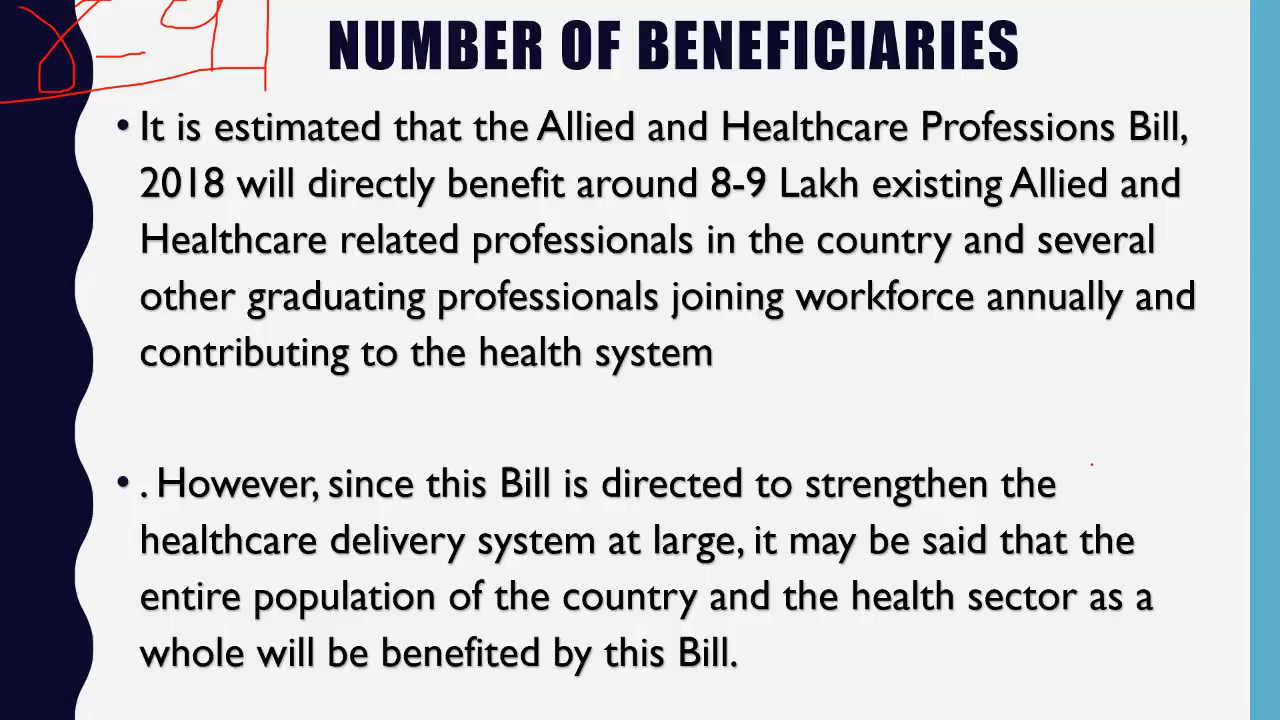 8-9
NUMBER OF BENEFICIARIES
• It is estimated that the Allied and Healthcare Professions Bill,
2018 will directly benefit around 8-9 Lakh existing Allied and
Healthcare related professionals in the country and several
other graduating professionals joining workforce annually and
contributing to the health system
• . However, since this Bill is directed to strengthen the
healthcare delivery system at large, it may be said that the
entire population of the country and the health sector as a
whole will be benefited by this Bill.